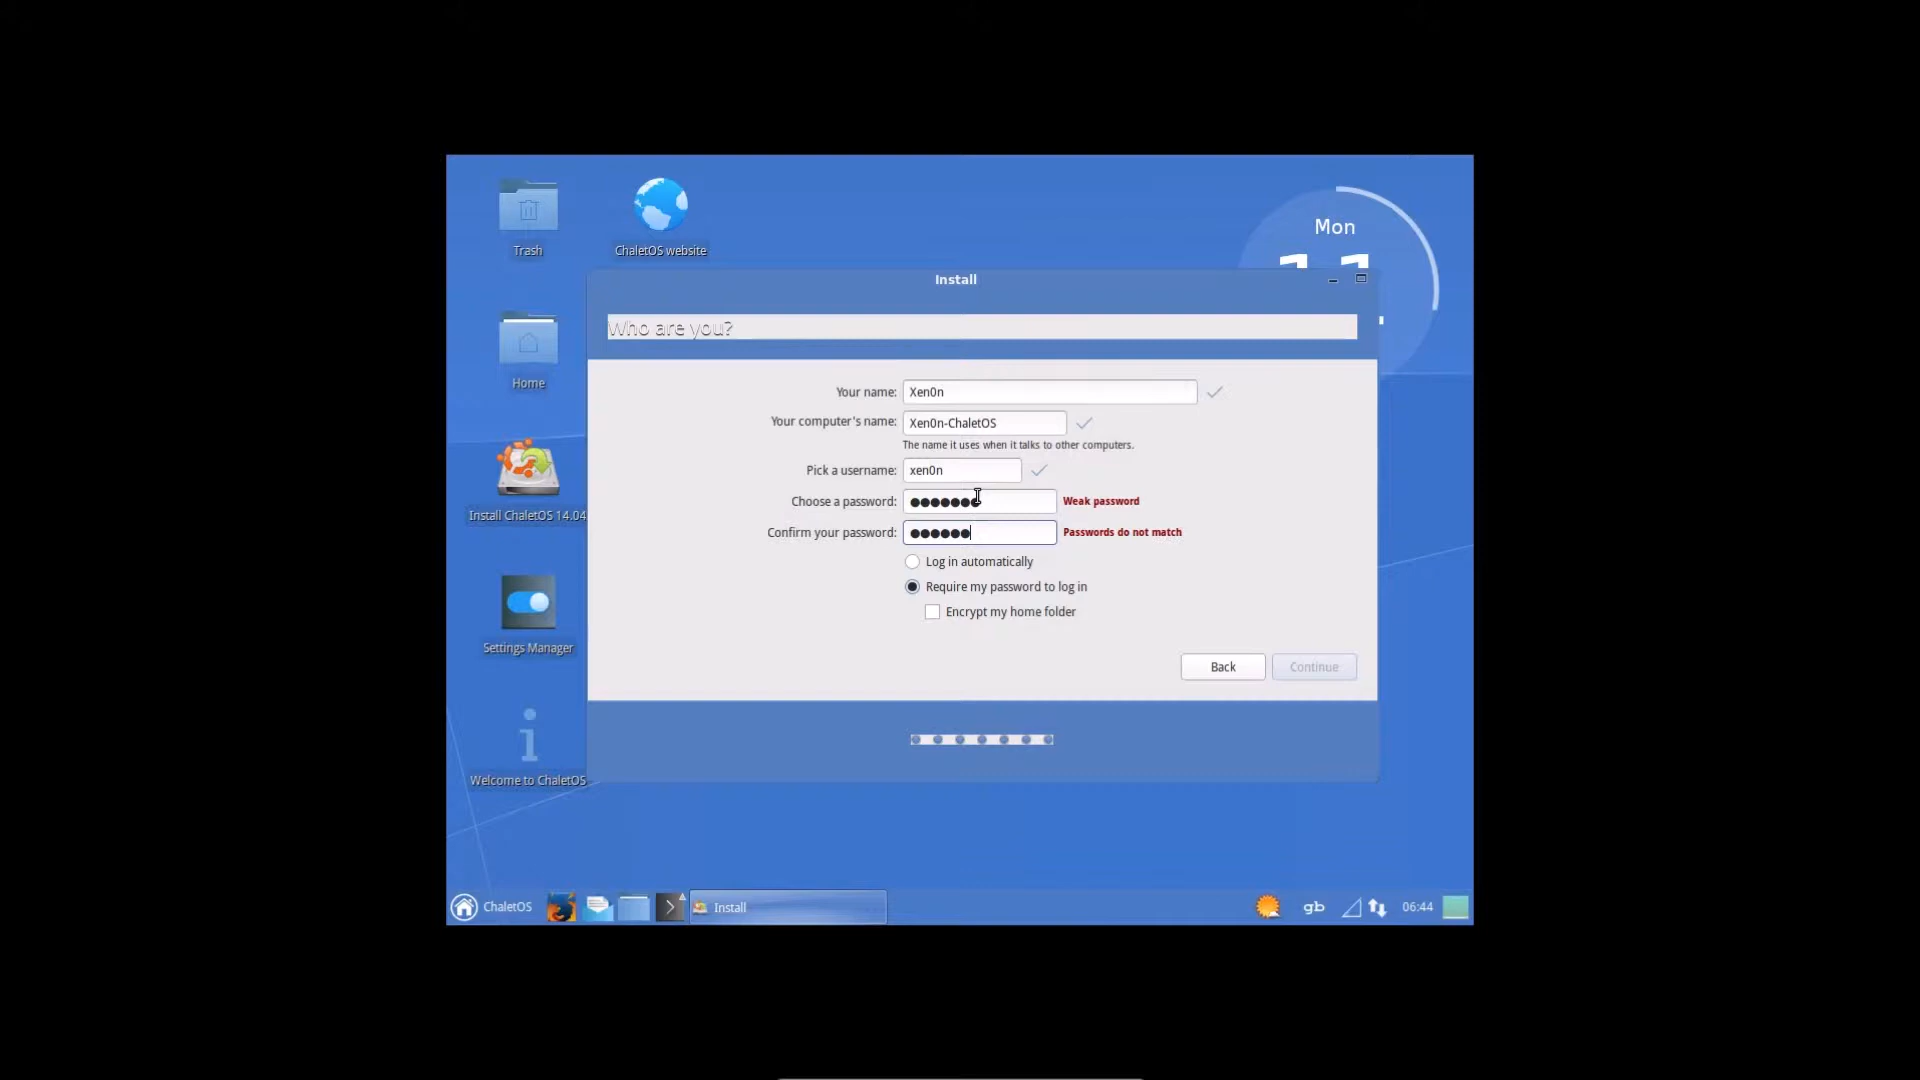 Trash
ChaletOS website
Mon
Install
Who are you?
Home
Your name: Xen0n
Your computer's name: Xen0n-ChaletOS
The name it uses when it talks to other computers.
Pick a username: xen0n
Install ChaletOS 14.04
Choose a password: ●●●●●●● Weak password
Confirm your password: ●●●●●● Passwords do not match
Log in automatically
Require my password to log in
Encrypt my home folder
Settings Manager
Back Continue
Welcome to ChaletOS
ChaletOS Install gb 06:44